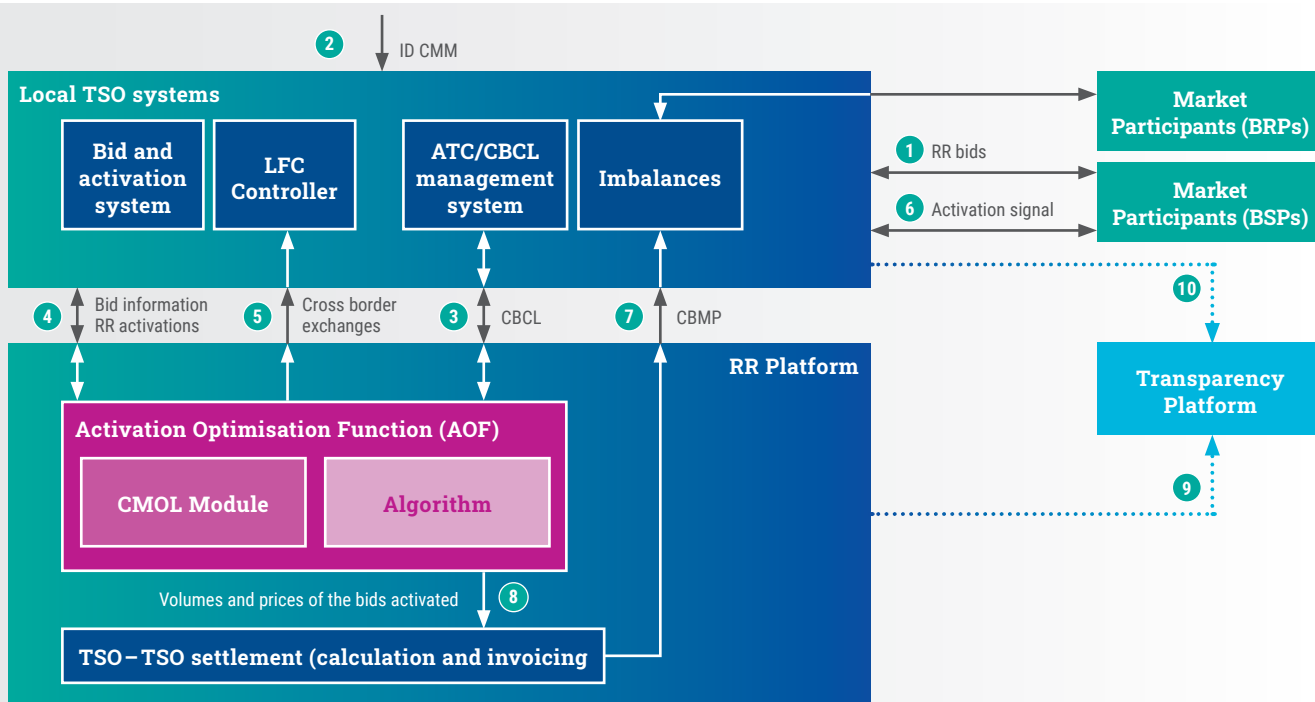 2
ID CMM
Local TSO systems
Bid and
activation
system
LFC
Controller
ATC/CBCL
management
system
Imbalances
Market
Participants (BRPs)
1 RR bids
Market
Participants (BSPs)
6 Activation signal
10
4 Bid information
RR activations
5 Cross border
exchanges
3 CBCL
7 CBMP
RR Platform
Transparency
Platform
Activation Optimisation Function (AOF)
CMOL Module
Algorithm
9
Volumes and prices of the bids activated 8
TSO–TSO settlement (calculation and invoicing